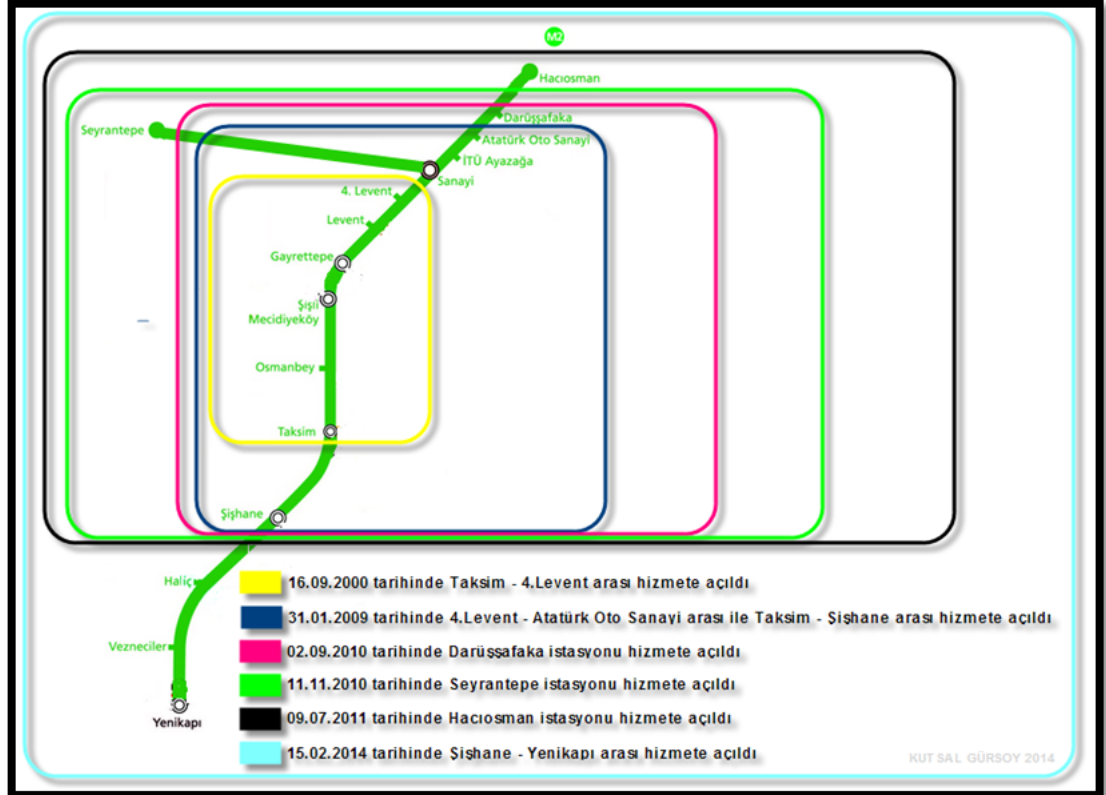 M2
Hacıosman
Darüşşafaka
Seyrantepe
Atatürk Oto Sanayi
İTÜ Ayazağa
Sanayi
4. Levent
Levent
Gayrettepe
Şişli
Mecidiyeköy
Osmanbey
Taksim
Şişhane
Haliç
16.09.2000 tarihinde Taksim - 4.Levent arası hizmete açıldı
31.01.2009 tarihinde 4.Levent - Atatürk Oto Sanayi arası ile Taksim - Şişhane arası hizmete açıldı
Vezneciler
02.09.2010 tarihinde Darüşşafaka istasyonu hizmete açıldı
11.11.2010 tarihinde Seyrantepe istasyonu hizmete açıldı
Yenikapı
09.07.2011 tarihinde Hacıosman istasyonu hizmete açıldı
15.02.2014 tarihinde Şişhane - Yenikapı arası hizmete açıldı
KUT SAL GÜRSOY 2014